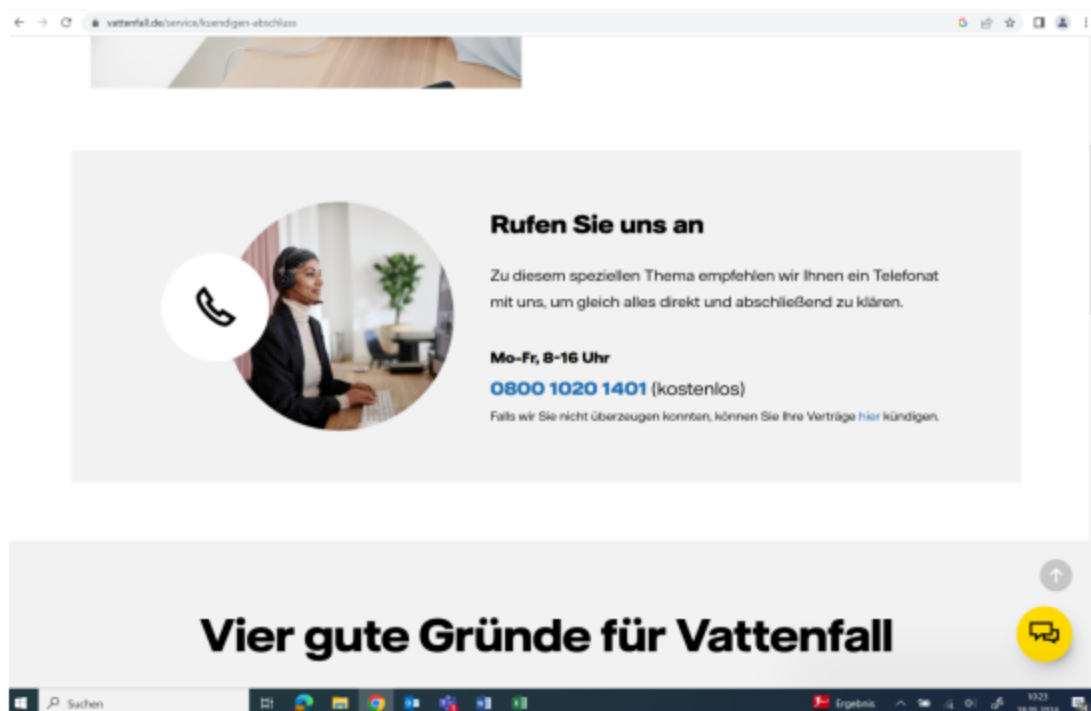 vattenfall.de/service/kuendigen-abschluss
Rufen Sie uns an
Zu diesem speziellen Thema empfehlen wir Ihnen ein Telefonat
mit uns, um gleich alles direkt und abschließend zu klären.
Mo-Fr, 8-16 Uhr
0800 1020 1401 (kostenlos)
Falls wir Sie nicht überzeugen konnten, können Sie Ihre Verträge hier kündigen.
Vier gute Gründe für Vattenfall
Suchen
Ergebnis
10:23